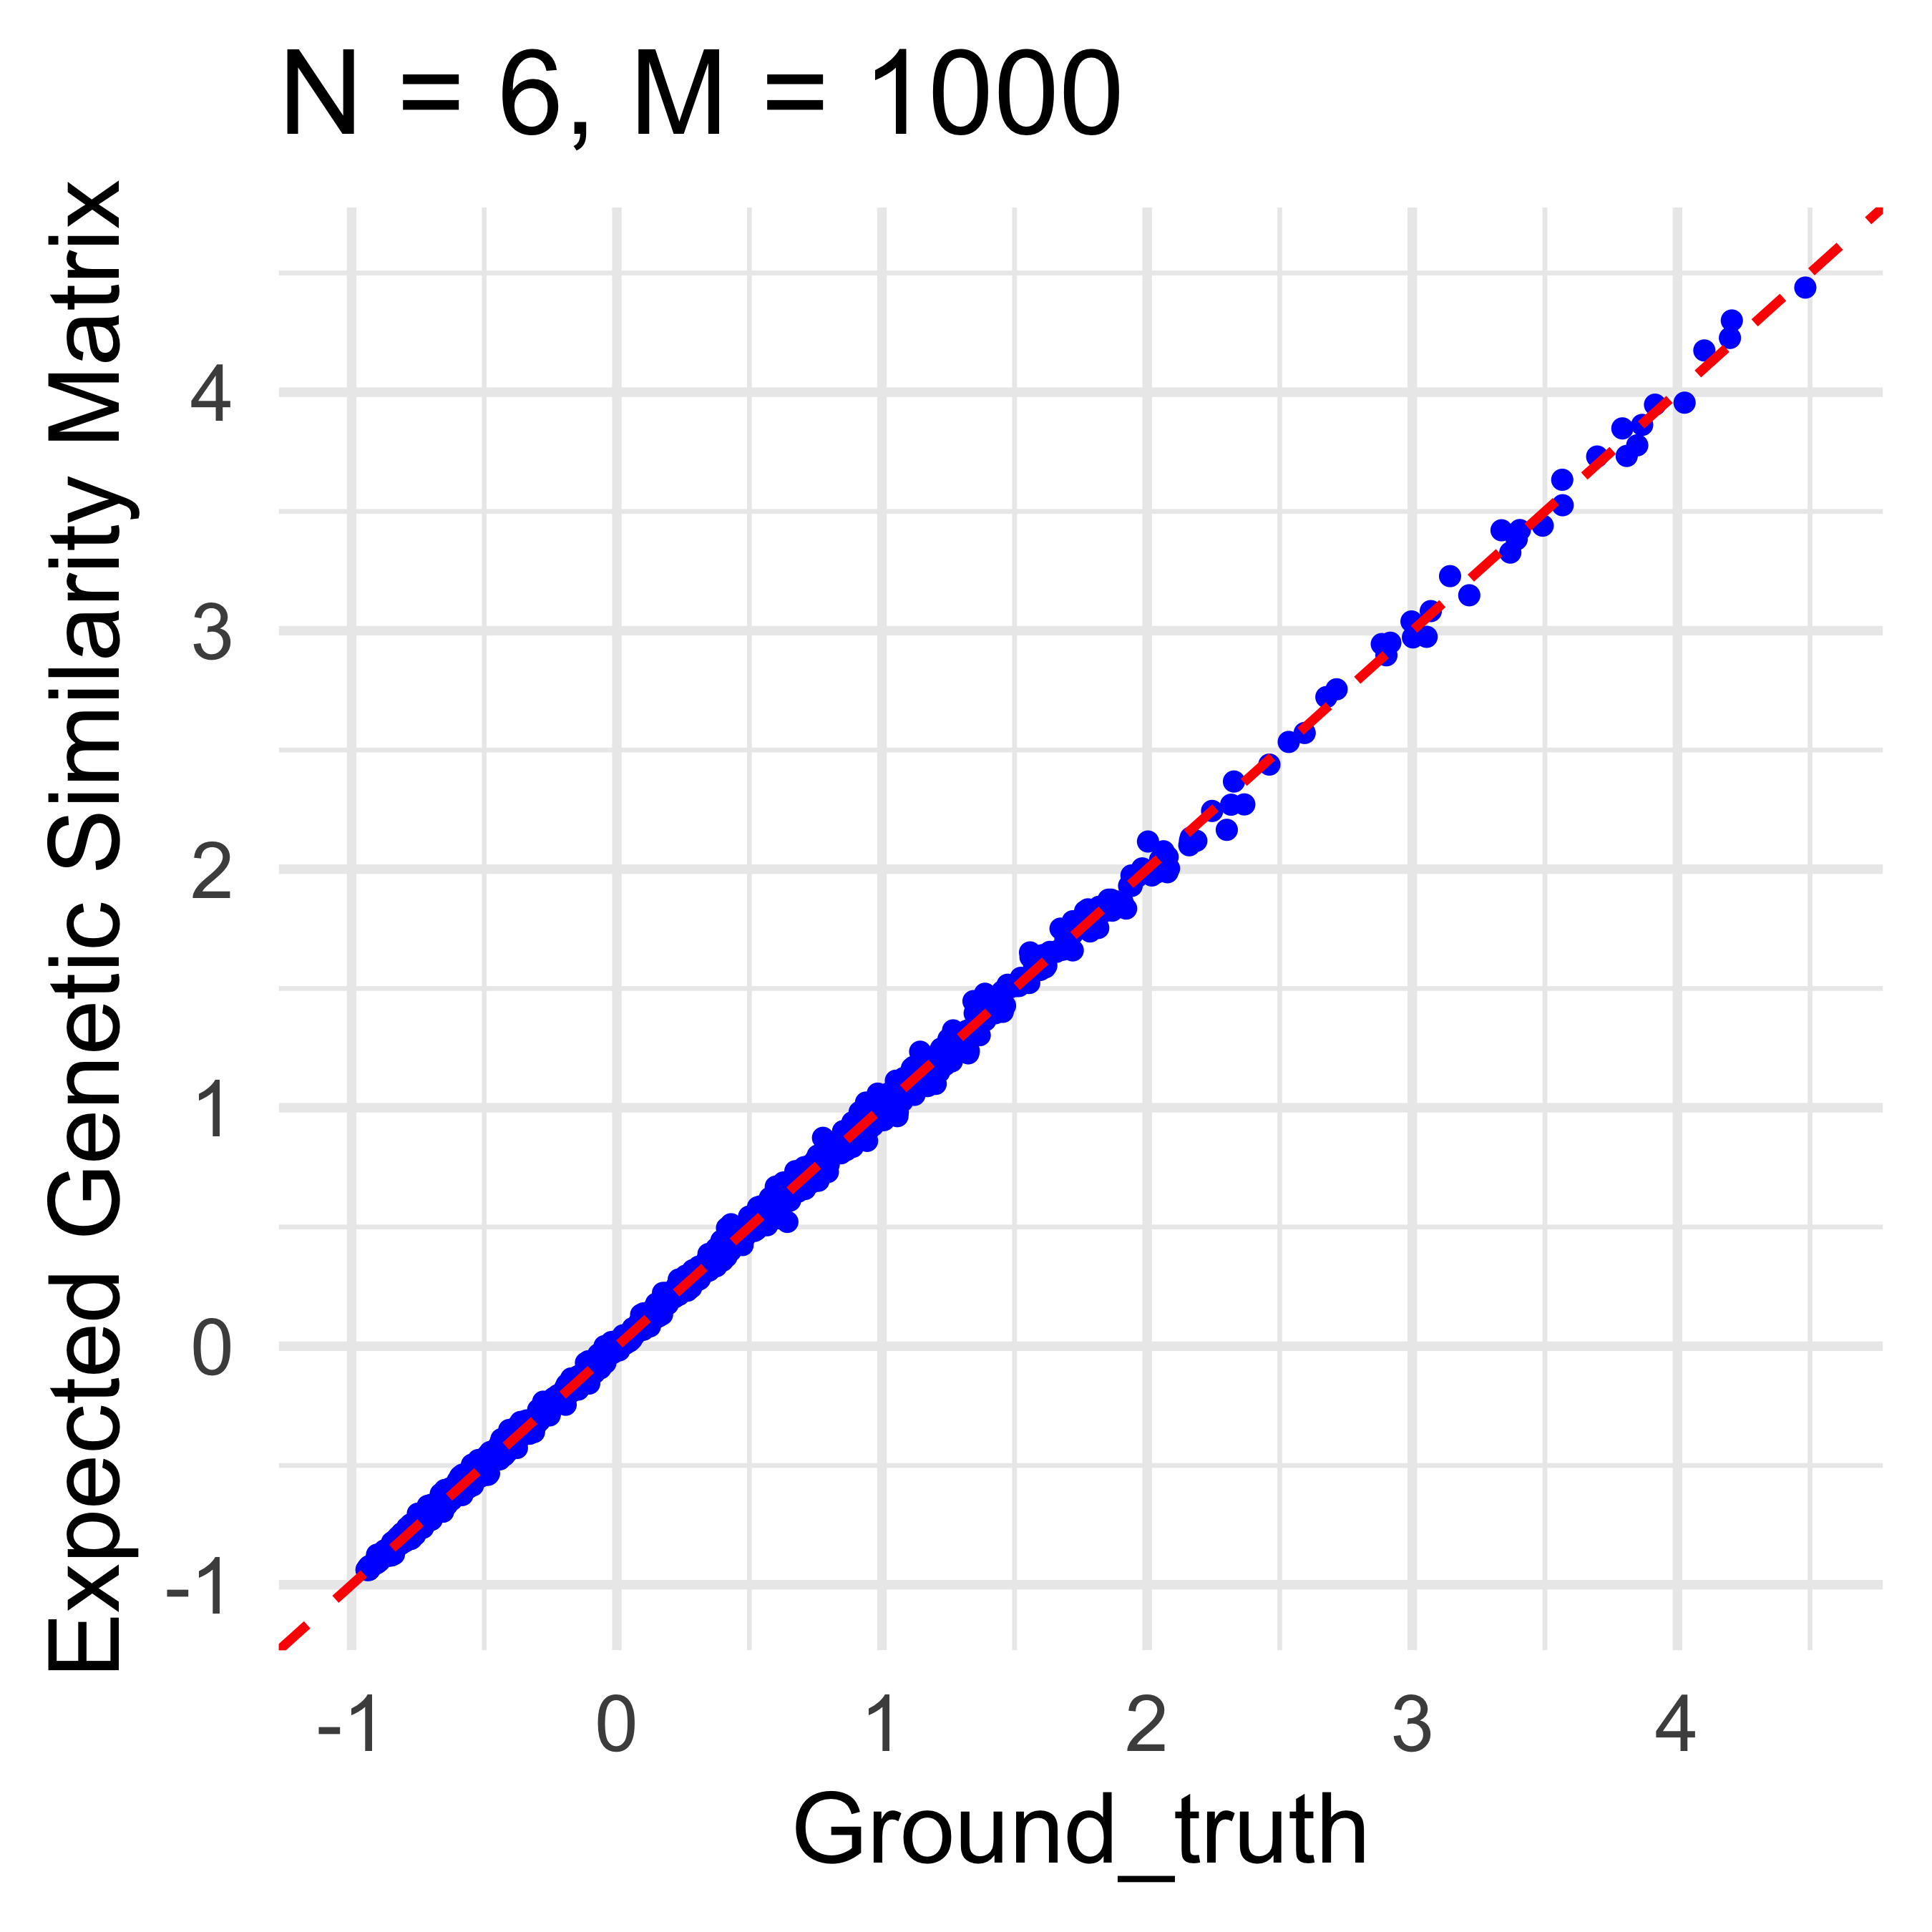 N = 6, M = 1000
Expected Genetic Similarity Matrix
4
3
2
1
0
-1
-1 0 1 2 3 4
Ground_truth